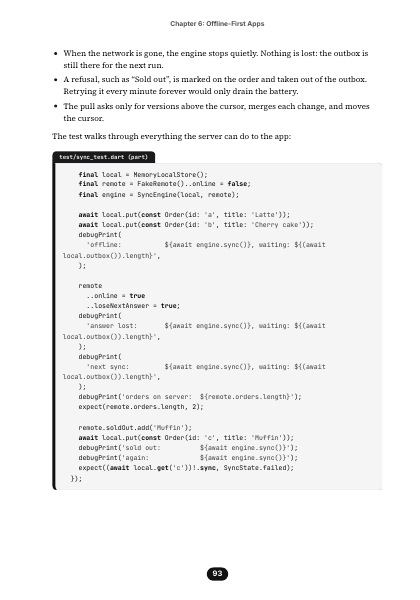 Chapter 6: Offline-First Apps
• When the network is gone, the engine stops quietly. Nothing is lost: the outbox is
still there for the next run.
• A refusal, such as “Sold out”, is marked on the order and taken out of the outbox.
Retrying it every minute forever would only drain the battery.
• The pull asks only for versions above the cursor, merges each change, and moves
the cursor.
The test walks through everything the server can do to the app:
test/sync_test.dart (part)
final local = MemoryLocalStore();
final remote = FakeRemote()..online = false;
final engine = SyncEngine(local, remote);
await local.put(const Order(id: 'a', title: 'Latte'));
await local.put(const Order(id: 'b', title: 'Cherry cake'));
debugPrint(
'offline: ${await engine.sync()}, waiting: ${(await
local.outbox()).length}',
);
remote
..online = true
..loseNextAnswer = true;
debugPrint(
'answer lost: ${await engine.sync()}, waiting: ${(await
local.outbox()).length}',
);
debugPrint(
'next sync: ${await engine.sync()}, waiting: ${(await
local.outbox()).length}',
);
debugPrint('orders on server: ${remote.orders.length}');
expect(remote.orders.length, 2);
remote.soldOut.add('Muffin');
await local.put(const Order(id: 'c', title: 'Muffin'));
debugPrint('sold out: ${await engine.sync()}');
debugPrint('again: ${await engine.sync()}');
expect((await local.get('c'))!.sync, SyncState.failed);
});
93